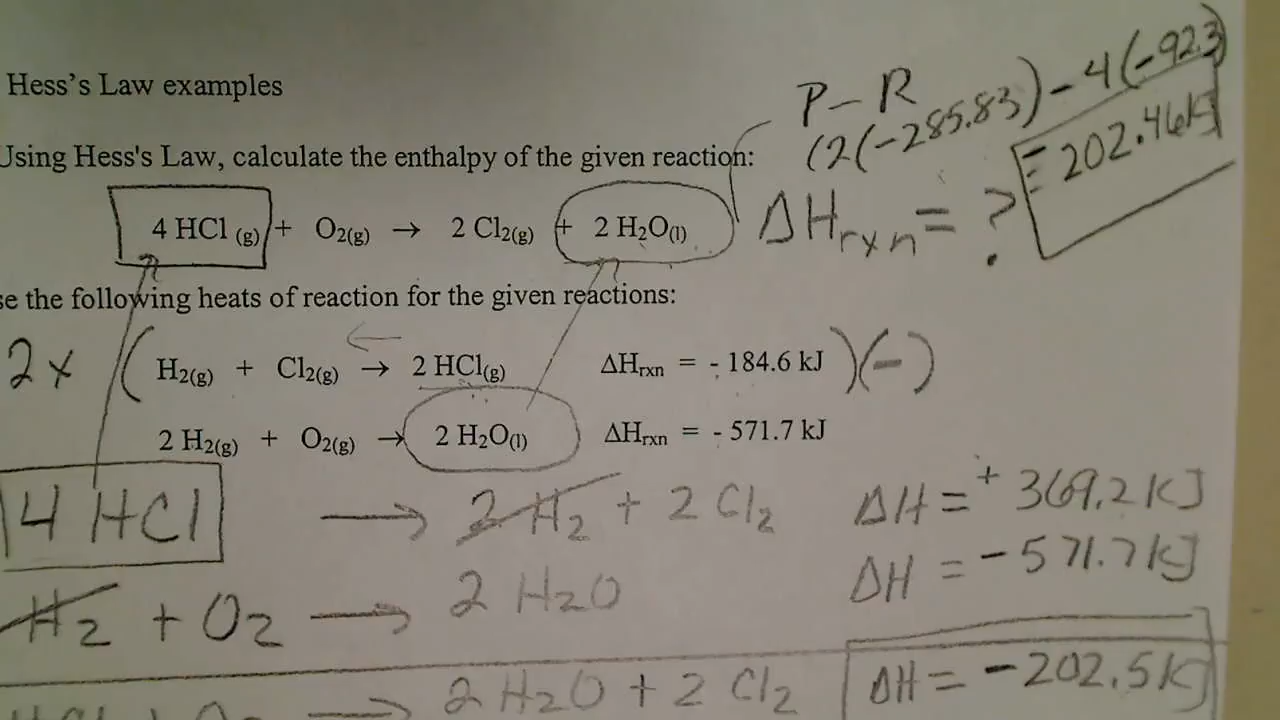 Hess's Law examples
P - R
(2(-285.83) - 4(-92.3)
= 202.46kJ
Using Hess's Law, calculate the enthalpy of the given reaction:
4 HCl (g) + O2(g) → 2 Cl2(g) + 2 H2O(l) ΔHrxn = ?
se the following heats of reaction for the given reactions:
2x ( H2(g) + Cl2(g) → 2 HCl(g) ΔHrxn = - 184.6 kJ )(-)
2 H2(g) + O2(g) → 2 H2O(l) ΔHrxn = - 571.7 kJ
4 HCl → 2 H2 + 2 Cl2 ΔH = + 369.2 KJ
H2 + O2 → 2 H2O ΔH = - 571.7 kJ
→ 2 H2O + 2 Cl2 ΔH = - 202.5 kJ